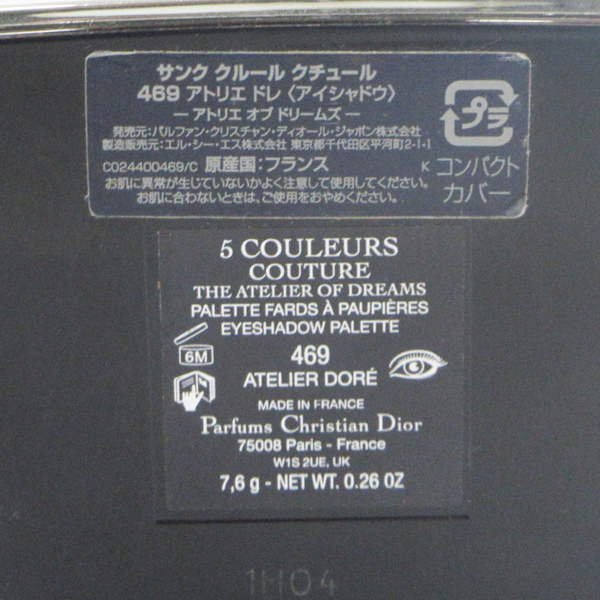 サンク クルール クチュール
469 アトリエ ドレ〈アイシャドウ〉
— アトリエ オブ ドリームズ —
発売元:パルファン・クリスチャン・ディオール・ジャポン株式会社
製造販売元:エル・シー・エス株式会社 東京都千代田区平河町2-1-1
C024400469/C 原産国:フランス K
お肌に異常が生じていないかよく注意して使用してください。
お肌に合わないときは、ご使用をおやめください。
プラ
コンパクト
カバー
5 COULEURS
COUTURE
THE ATELIER OF DREAMS
PALETTE FARDS À PAUPIÈRES
EYESHADOW PALETTE
6M
469
ATELIER DORÉ
MADE IN FRANCE
Parfums Christian Dior
75008 Paris - France
W1S 2UE, UK
7,6 g - NET WT. 0.26 OZ
1H04